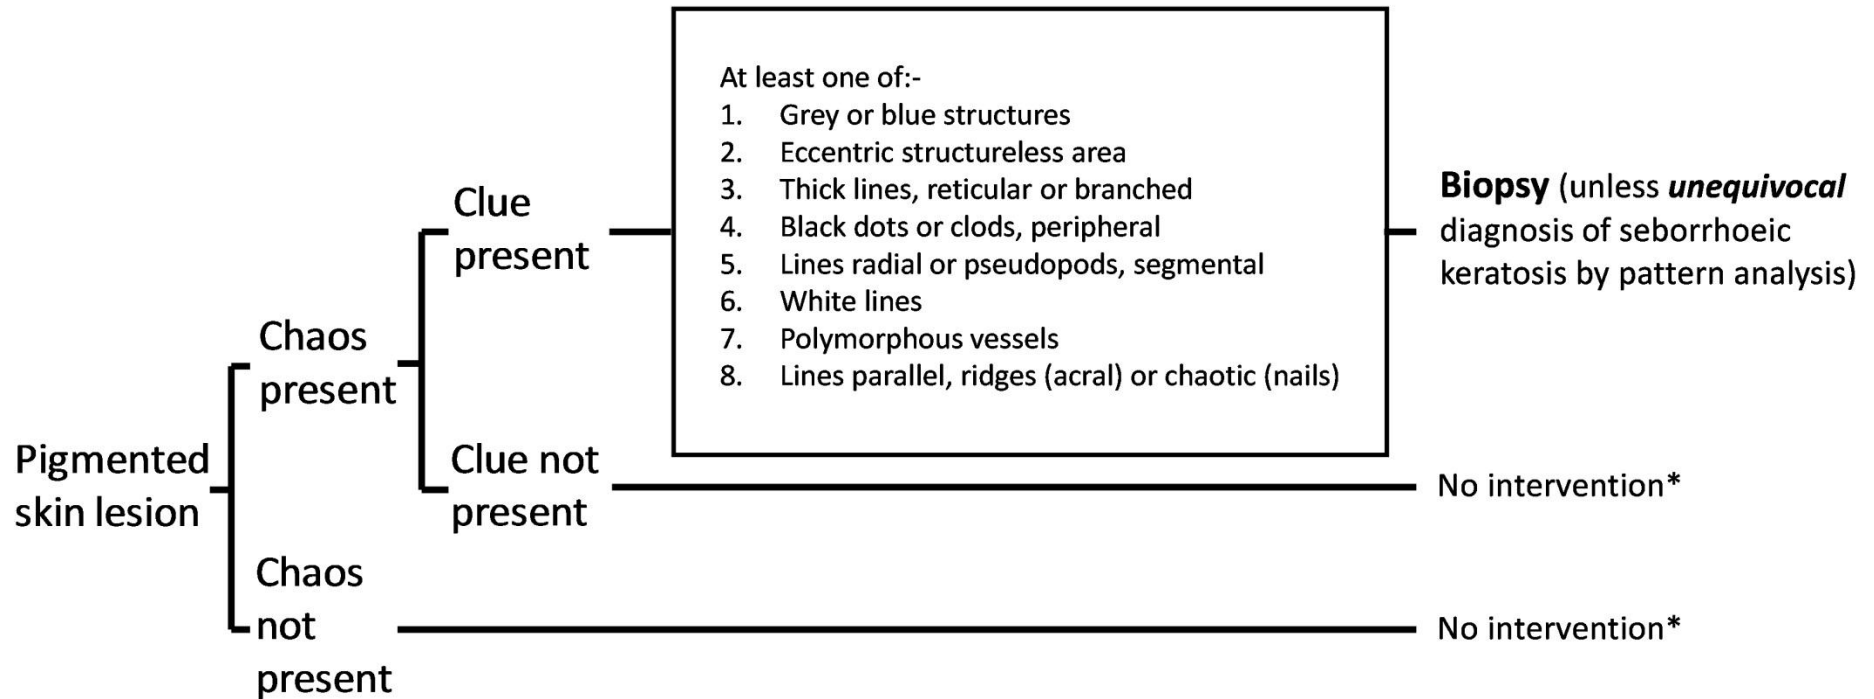 Pigmented
skin lesion
Chaos
present
Clue
present
At least one of:-
1. Grey or blue structures
2. Eccentric structureless area
3. Thick lines, reticular or branched
4. Black dots or clods, peripheral
5. Lines radial or pseudopods, segmental
6. White lines
7. Polymorphous vessels
8. Lines parallel, ridges (acral) or chaotic (nails)
Biopsy (unless unequivocal
diagnosis of seborrhoeic
keratosis by pattern analysis)
Clue not
present
No intervention*
Chaos
not
present
No intervention*